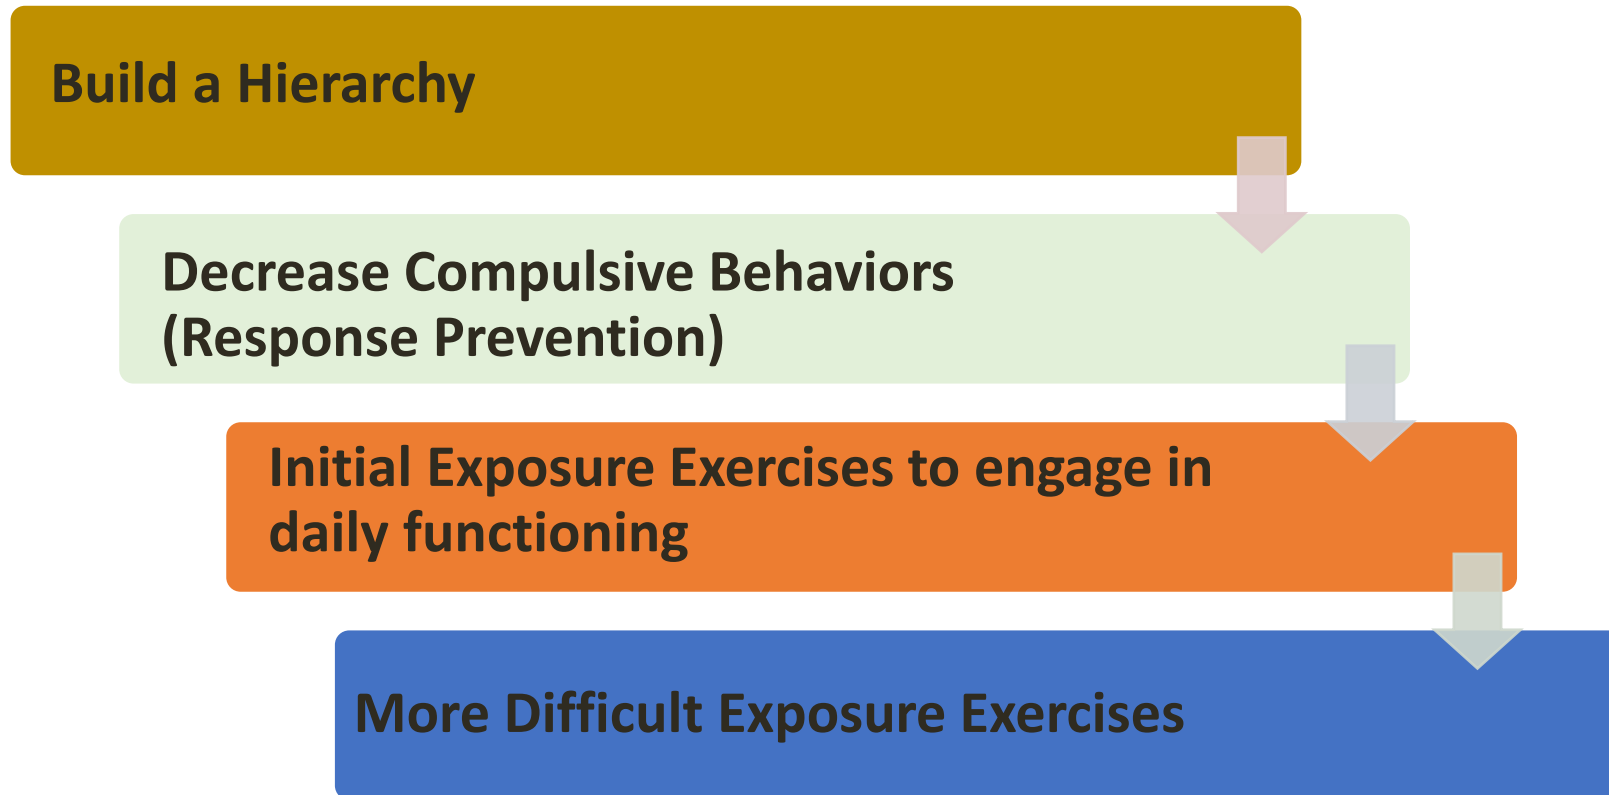 Build a Hierarchy
Decrease Compulsive Behaviors
(Response Prevention)
Initial Exposure Exercises to engage in
daily functioning
More Difficult Exposure Exercises